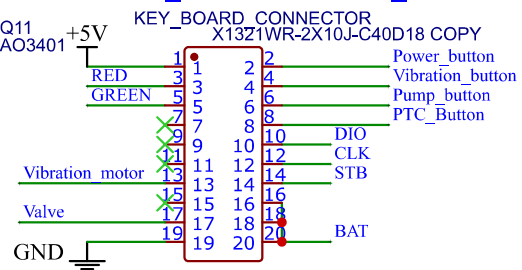 KEY_BOARD_CONNECTOR
Q11 +5V X1321WR-2X10J-C40D18 COPY
AO3401
1 1 2 2 Power_button
RED 3 3 4 4 Vibration_button
GREEN 5 5 6 6 Pump_button
7 7 8 8 PTC_Button
9 9 10 10 DIO
11 11 12 12 CLK
Vibration_motor 13 13 14 14 STB
15 15 16 16
Valve 17 17 18 18
19 19 20 20 BAT
GND